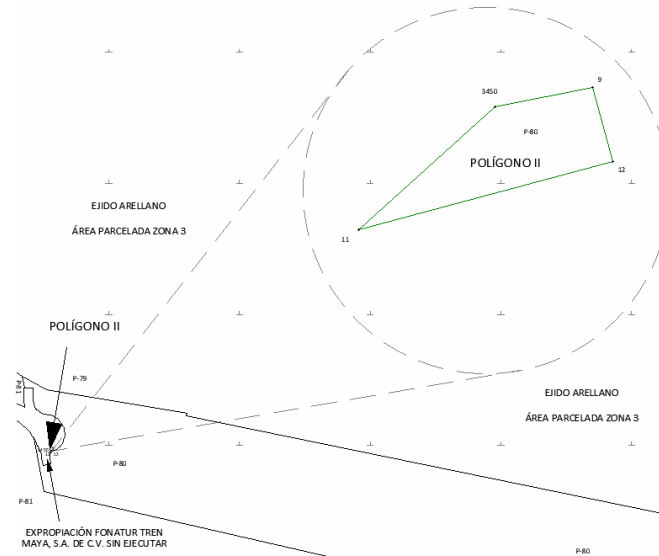 9
3450
P-80
POLÍGONO II
12
11
EJIDO ARELLANO
ÁREA PARCELADA ZONA 3
POLÍGONO II
P-81
P-79
EJIDO ARELLANO
ÁREA PARCELADA ZONA 3
P-80
P-81
EXPROPIACIÓN FONATUR TREN
MAYA, S.A. DE C.V. SIN EJECUTAR
P-80